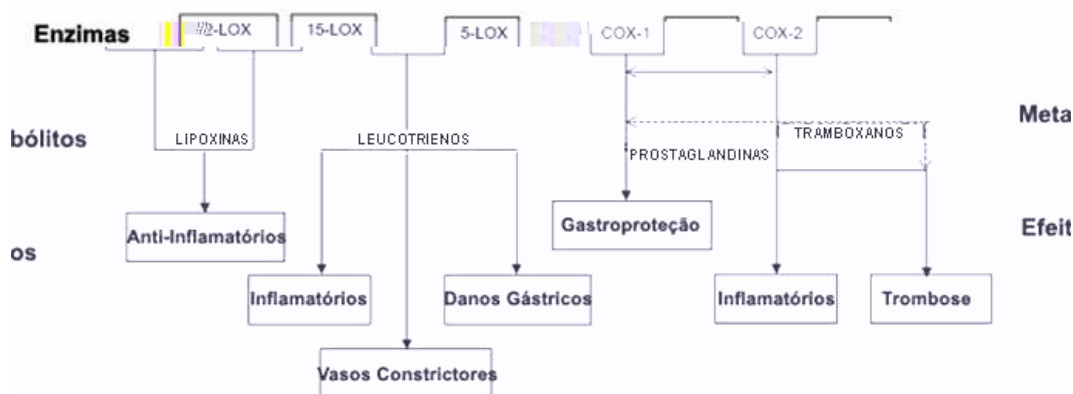 Enzimas
2-LOX
15-LOX
5-LOX
COX-1
COX-2
Meta
bólitos
LIPOXINAS
LEUCOTRIENOS
TRAMBOXANOS
PROSTAGLANDINAS
Gastroproteção
Efeit
os
Anti-Inflamatórios
Inflamatórios
Danos Gástricos
Inflamatórios
Trombose
Vasos Constrictores